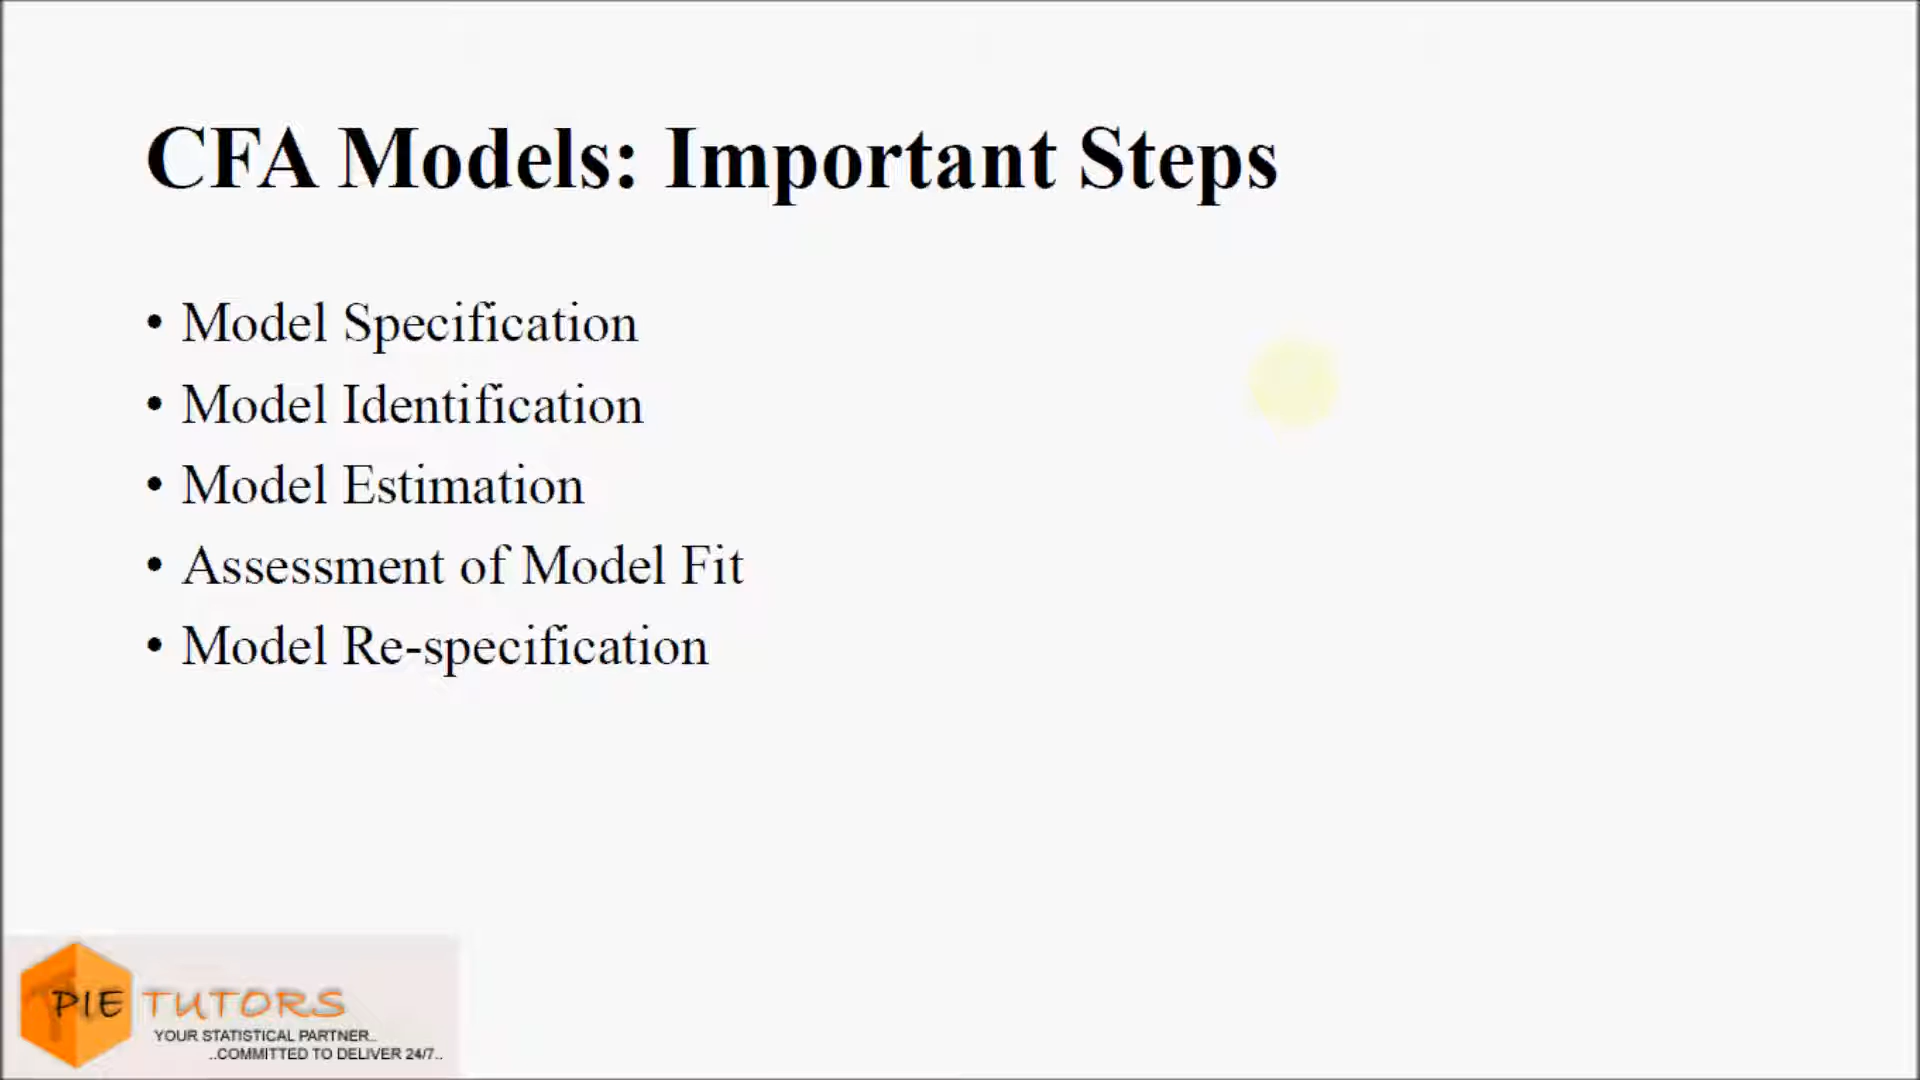 CFA Models: Important Steps
• Model Specification
• Model Identification
• Model Estimation
• Assessment of Model Fit
• Model Re-specification
PIE TUTORS
YOUR STATISTICAL PARTNER..
..COMMITTED TO DELIVER 24/7..